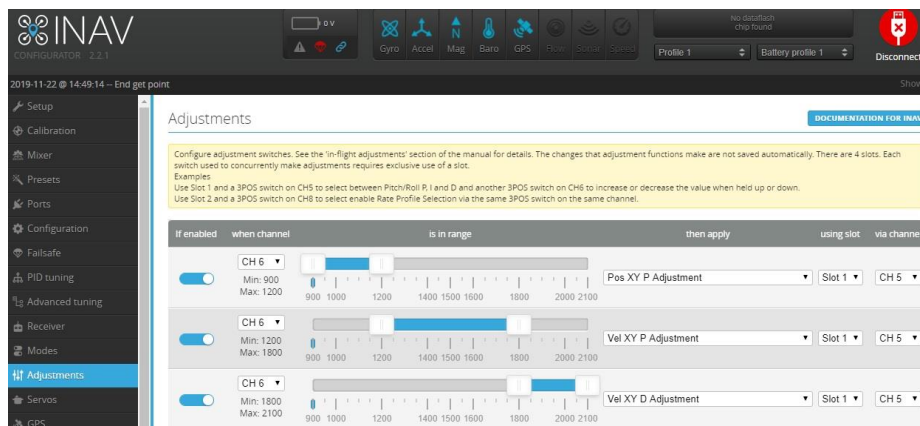 INAV
CONFIGURATOR 2.2.1
0 V
Gyro Accel Mag Baro GPS Flow Sonar Speed
No dataflash
chip found
Profile 1
Battery profile 1
Disconnect
2019-11-22 @ 14:49:14 -- End get point
Show
Setup
Calibration
Mixer
Presets
Ports
Configuration
Failsafe
PID tuning
Advanced tuning
Receiver
Modes
Adjustments
Servos
GPS
Adjustments
DOCUMENTATION FOR INAV
Configure adjustment switches. See the 'in-flight adjustments' section of the manual for details. The changes that adjustment functions make are not saved automatically. There are 4 slots. Each
switch used to concurrently make adjustments requires exclusive use of a slot.
Examples
Use Slot 1 and a 3POS switch on CH5 to select between Pitch/Roll P, I and D and another 3POS switch on CH6 to increase or decrease the value when held up or down.
Use Slot 2 and a 3POS switch on CH8 to select enable Rate Profile Selection via the same 3POS switch on the same channel.
If enabled when channel is in range then apply using slot via channe
CH 6
Min: 900
Max: 1200
900 1000 1200 1400 1500 1600 1800 2000 2100
Pos XY P Adjustment
Slot 1
CH 5
CH 6
Min: 1200
Max: 1800
900 1000 1200 1400 1500 1600 1800 2000 2100
Vel XY P Adjustment
Slot 1
CH 5
CH 6
Min: 1800
Max: 2100
900 1000 1200 1400 1500 1600 1800 2000 2100
Vel XY D Adjustment
Slot 1
CH 5